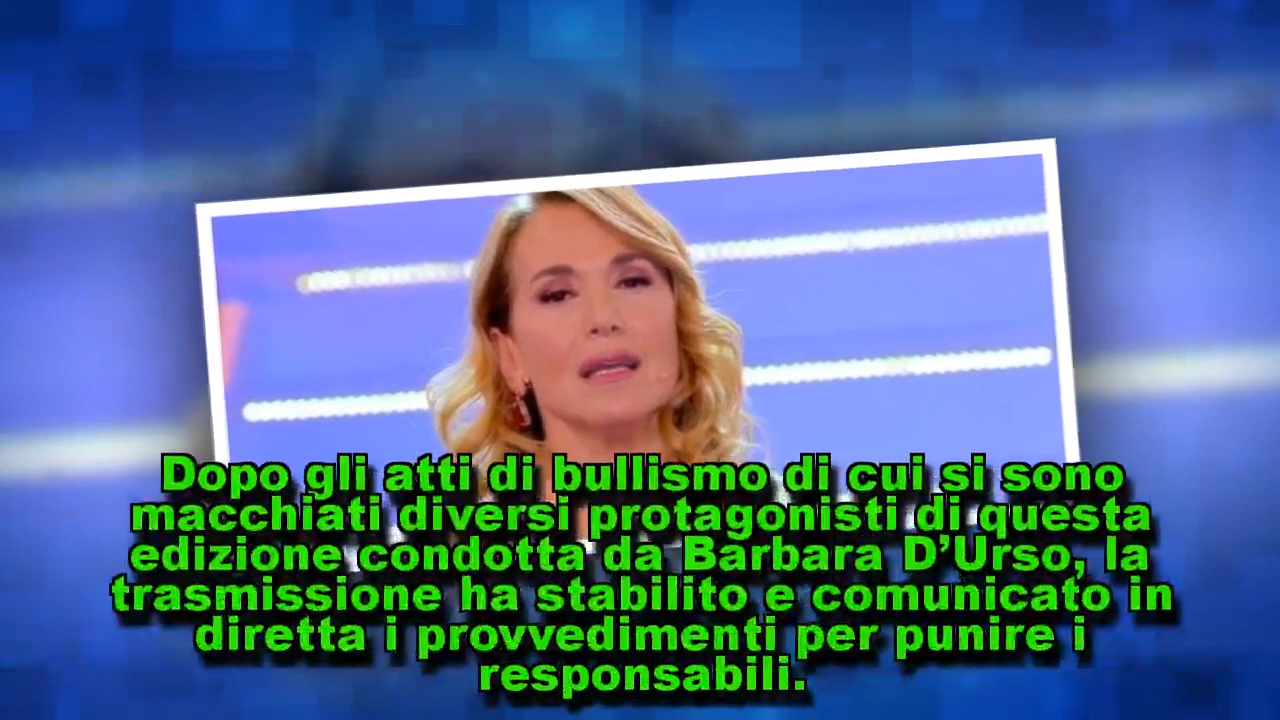 Dopo gli atti di bullismo di cui si sono
macchiati diversi protagonisti di questa
edizione condotta da Barbara D’Urso, la
trasmissione ha stabilito e comunicato in
diretta i provvedimenti per punire i
responsabili.